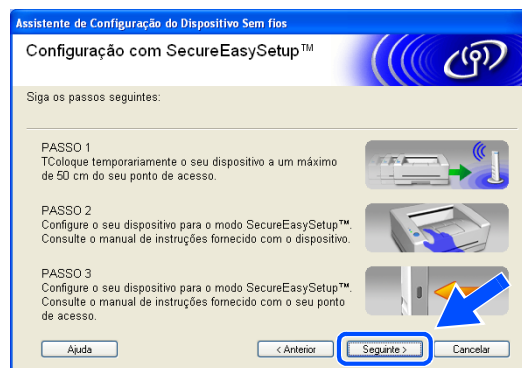 Assistente de Configuração do Dispositivo Sem fios
Configuração com SecureEasySetup™
Siga os passos seguintes:
PASSO 1
TColoque temporariamente o seu dispositivo a um máximo
de 50 cm do seu ponto de acesso.
PASSO 2
Configure o seu dispositivo para o modo SecureEasySetup™.
Consulte o manual de instruções fornecido com o dispositivo.
PASSO 3
Configure o seu dispositivo para o modo SecureEasySetup™.
Consulte o manual de instruções fornecido com o seu ponto
de acesso.
Ajuda
< Anterior
Seguinte >
Cancelar